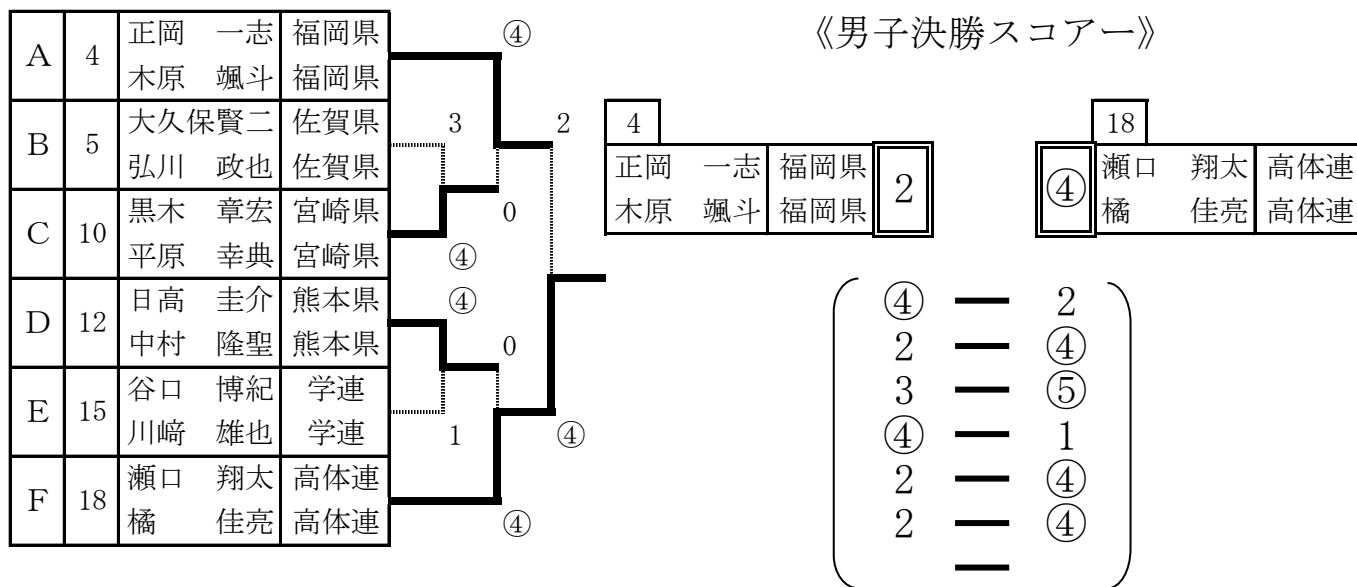 《男子決勝スコアー》
A 4 正岡 一志 福岡県
木原 颯斗 福岡県
B 5 大久保賢二 佐賀県
弘川 政也 佐賀県
C 10 黒木 章宏 宮崎県
平原 幸典 宮崎県
D 12 日高 圭介 熊本県
中村 隆聖 熊本県
E 15 谷口 博紀 学連
川﨑 雄也 学連
F 18 瀬口 翔太 高体連
橘 佳亮 高体連
④
3 2
0
④
④
0
1 ④
④
4
正岡 一志 福岡県 2
木原 颯斗 福岡県
18
④ 瀬口 翔太 高体連
橘 佳亮 高体連
④ — 2
2 — ④
3 — ⑤
④ — 1
2 — ④
2 — ④
—